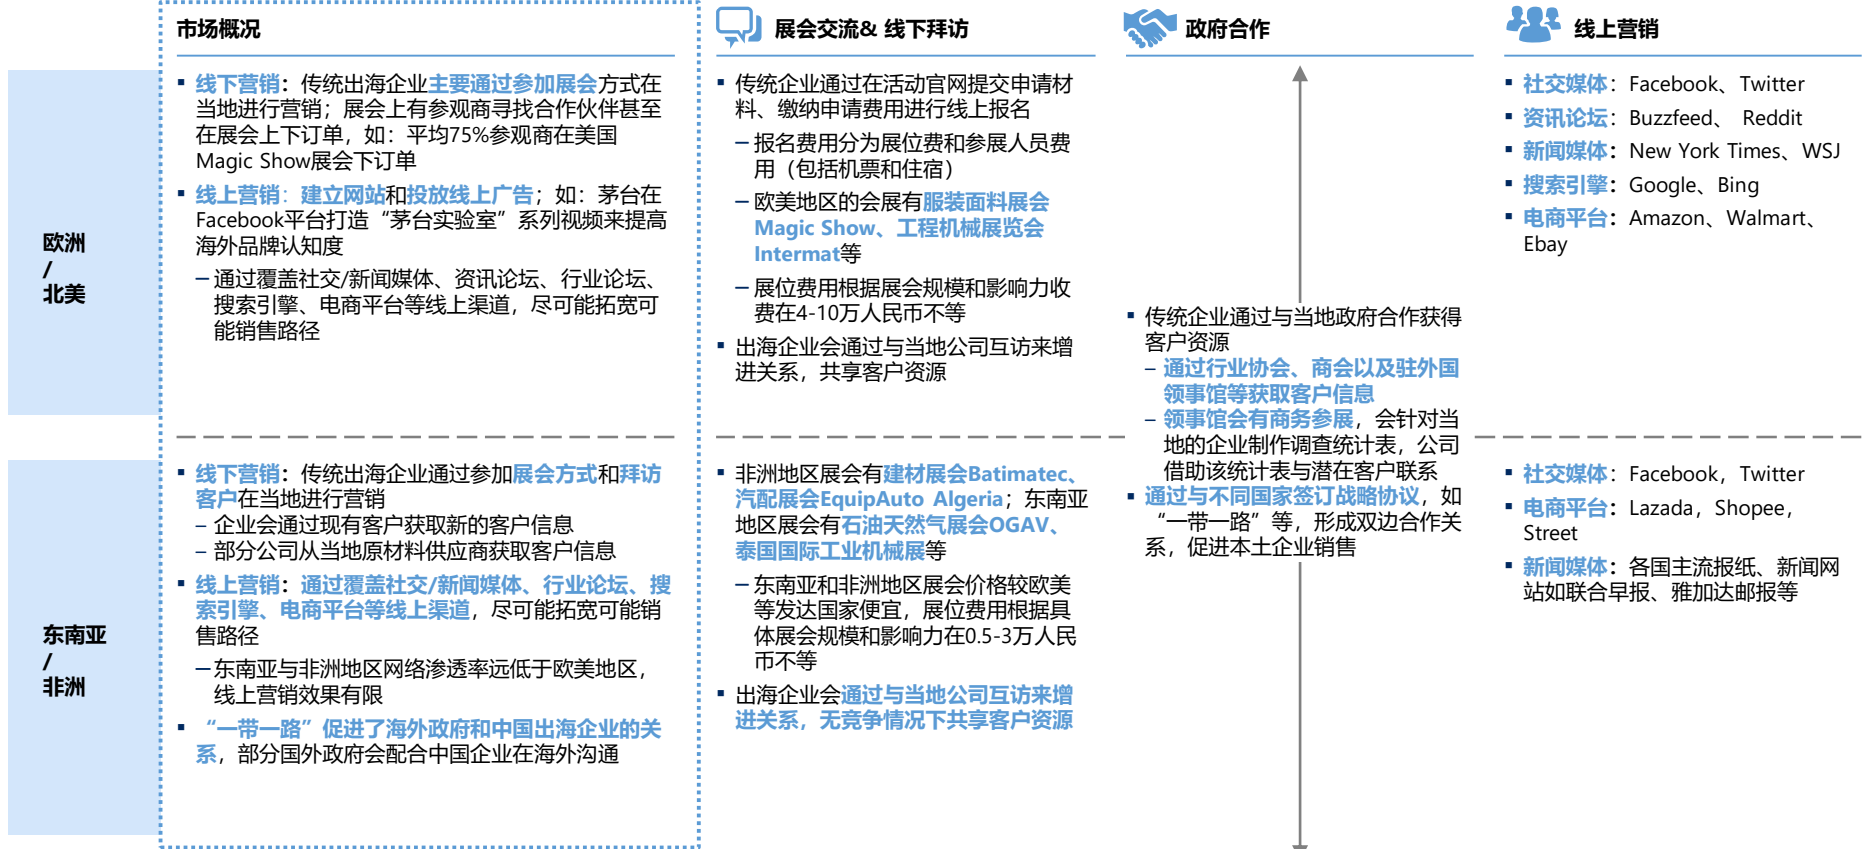 市场概况
展会交流& 线下拜访
政府合作
线上营销
欧洲
/
北美
▪ 线下营销：传统出海企业主要通过参加展会方式在
当地进行营销；展会上有参观商寻找合作伙伴甚至
在展会上下订单，如：平均75%参观商在美国
Magic Show展会下订单
▪ 线上营销：建立网站和投放线上广告；如：茅台在
Facebook平台打造“茅台实验室”系列视频来提高
海外品牌认知度
– 通过覆盖社交/新闻媒体、资讯论坛、行业论坛、
搜索引擎、电商平台等线上渠道，尽可能拓宽可
能销售路径
▪ 传统企业通过在活动官网提交申请材
料、缴纳申请费用进行线上报名
– 报名费用分为展位费和参展人员费
用（包括机票和住宿）
– 欧美地区的会展有服装面料展会
Magic Show、工程机械展览会
Intermat等
– 展位费用根据展会规模和影响力收
费在4-10万人民币不等
▪ 出海企业会通过与当地公司互访来增
进关系，共享客户资源
▪ 传统企业通过与当地政府合作获得
客户资源
– 通过行业协会、商会以及驻外国
领事馆等获取客户信息
– 领事馆会有商务参展，会针对当
地的企业制作调查统计表，公司
借助该统计表与潜在客户联系
▪ 通过与不同国家签订战略协议，如
“一带一路”等，形成双边合作关
系，促进本土企业销售
▪ 社交媒体：Facebook、Twitter
▪ 资讯论坛：Buzzfeed、 Reddit
▪ 新闻媒体：New York Times、WSJ
▪ 搜索引擎：Google、Bing
▪ 电商平台：Amazon、Walmart、
Ebay
东南亚
/
非洲
▪ 线下营销：传统出海企业通过参加展会方式和拜访
客户在当地进行营销
– 企业会通过现有客户获取新的客户信息
– 部分公司从当地原材料供应商获取客户信息
▪ 线上营销：通过覆盖社交/新闻媒体、行业论坛、搜
索引擎、电商平台等线上渠道，尽可能拓宽可能销
售路径
– 东南亚与非洲地区网络渗透率远低于欧美地区，
线上营销效果有限
▪ “一带一路”促进了海外政府和中国出海企业的关
系，部分国外政府会配合中国企业在海外沟通
▪ 非洲地区展会有建材展会Batimatec、
汽配展会EquipAuto Algeria；东南亚
地区展会有石油天然气展会OGAV、
泰国国际工业机械展等
– 东南亚和非洲地区展会价格较欧美
等发达国家便宜，展位费用根据具
体展会规模和影响力在0.5-3万人民
币不等
▪ 出海企业会通过与当地公司互访来增
进关系，无竞争情况下共享客户资源
▪ 社交媒体：Facebook，Twitter
▪ 电商平台：Lazada，Shopee，
Street
▪ 新闻媒体：各国主流报纸、新闻网
站如联合早报、雅加达邮报等